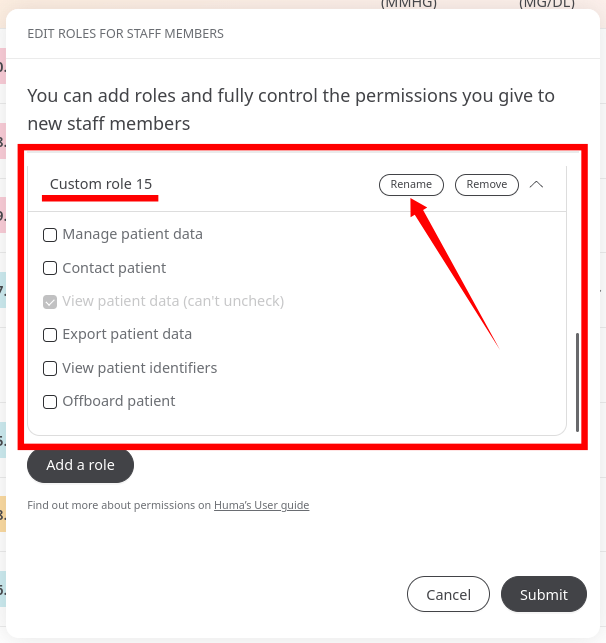 (MMHG) (MG/DL)
EDIT ROLES FOR STAFF MEMBERS
You can add roles and fully control the permissions you give to
new staff members
Custom role 15 Rename Remove
Manage patient data
Contact patient
View patient data (can't uncheck)
Export patient data
View patient identifiers
Offboard patient
Add a role
Find out more about permissions on Huma's User guide
Cancel Submit